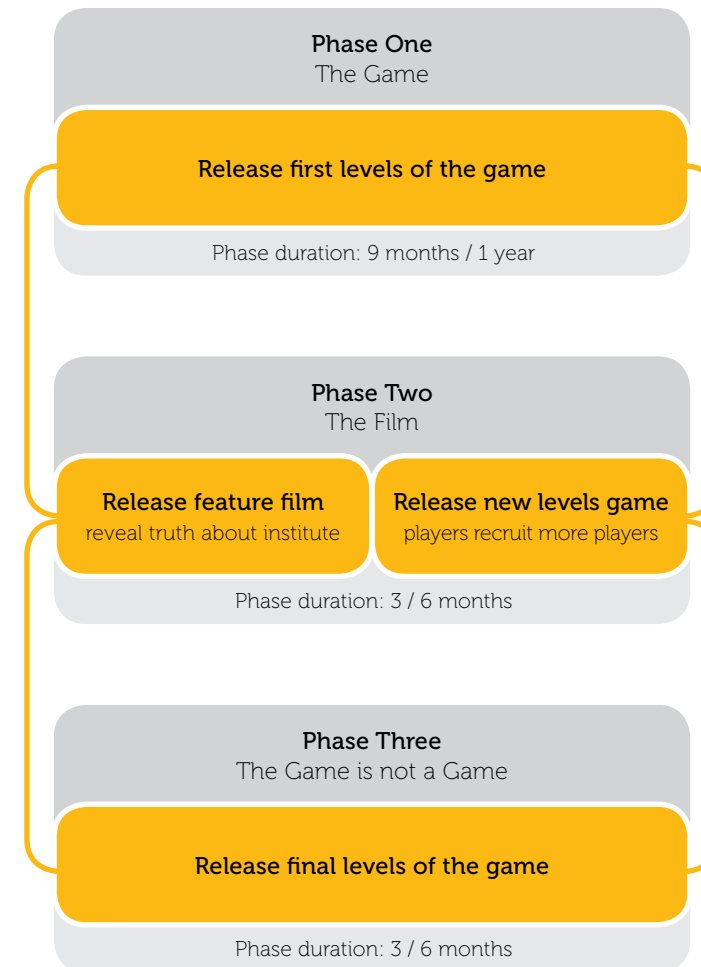 Phase One
The Game
Release first levels of the game
Phase duration: 9 months / 1 year
Phase Two
The Film
Release feature film
reveal truth about institute
Release new levels game
players recruit more players
Phase duration: 3 / 6 months
Phase Three
The Game is not a Game
Release final levels of the game
Phase duration: 3 / 6 months